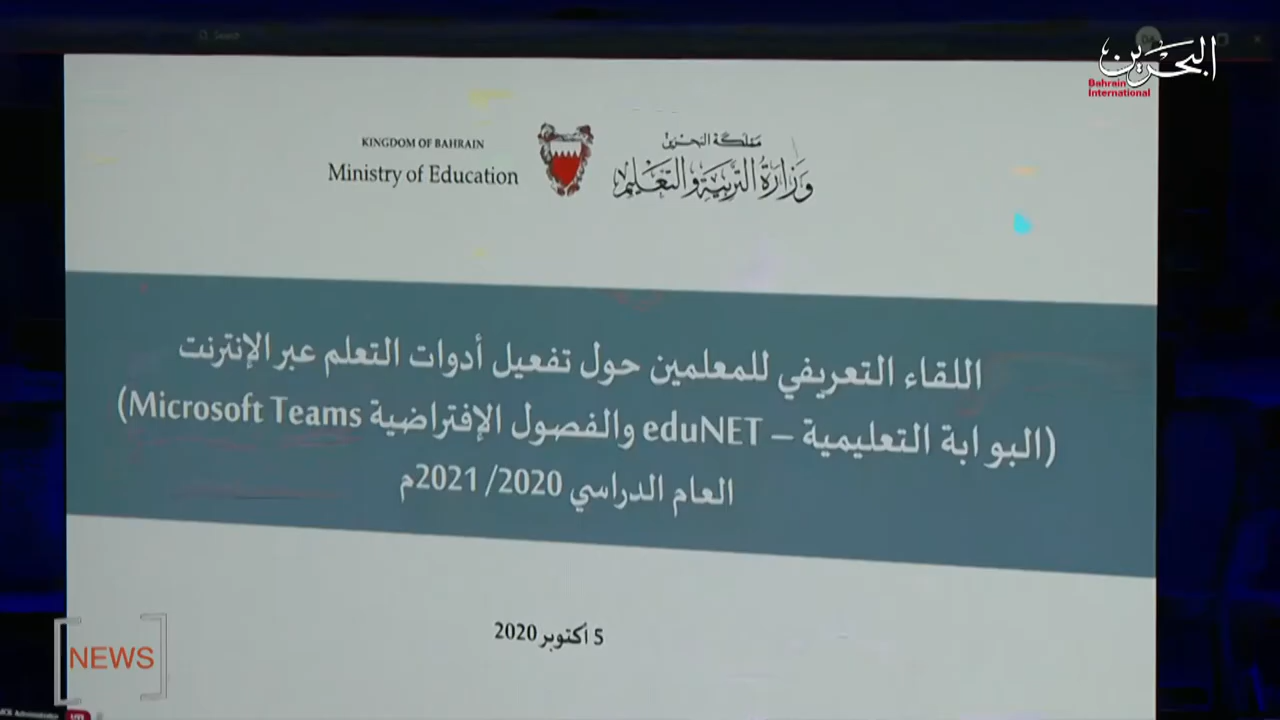 Search
البحرين
Bahrain
International
KINGDOM OF BAHRAIN
Ministry of Education
مملكة البحرين
وزارة التربية والتعليم
اللقاء التعريفي للمعلمين حول تفعيل أدوات التعلم عبر الإنترنت
(البوابة التعليمية – eduNET والفصول الإفتراضية Microsoft Teams)
العام الدراسي 2020/ 2021م
5 أكتوبر 2020
NEWS
LIVE